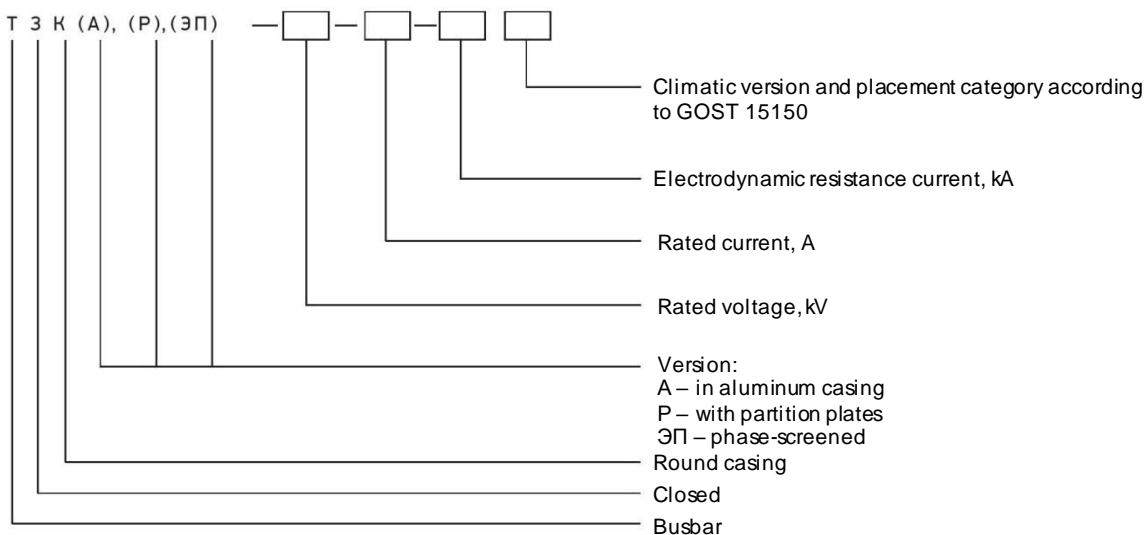 Т З К (А), (Р),(ЭП) — — —
Climatic version and placement category according
to GOST 15150
Electrodynamic resistance current, kA
Rated current, A
Rated voltage, kV
Version:
A – in aluminum casing
P – with partition plates
ЭП – phase-screened
Round casing
Closed
Busbar